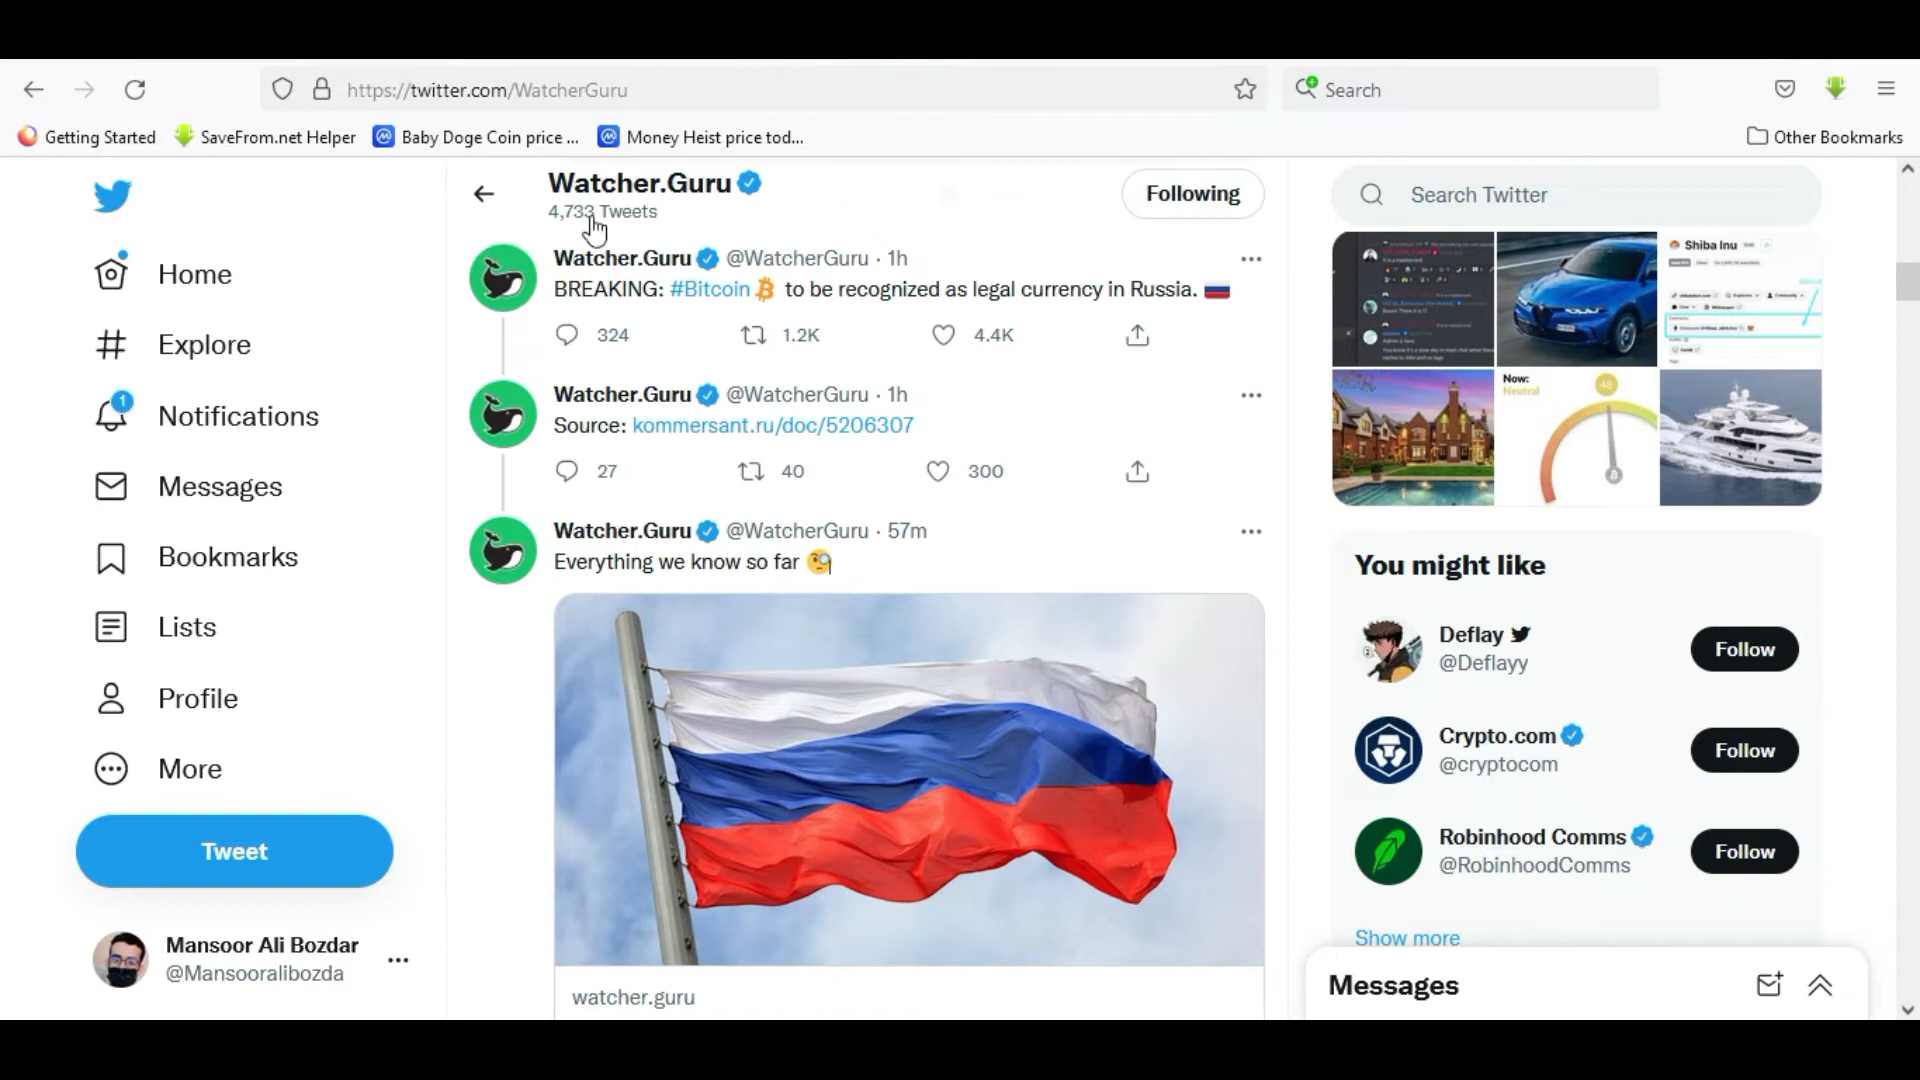 https://twitter.com/WatcherGuru
Search
Getting Started
SaveFrom.net Helper
Baby Doge Coin price ...
Money Heist price tod...
Other Bookmarks
Home
Explore
1
Notifications
Messages
Bookmarks
Lists
Profile
More
Tweet
Mansoor Ali Bozdar
@Mansooralibozda
Watcher.Guru
4,733 Tweets
Following
Watcher.Guru @WatcherGuru · 1h
BREAKING: #Bitcoin to be recognized as legal currency in Russia.
324 1.2K 4.4K
Watcher.Guru @WatcherGuru · 1h
Source: kommersant.ru/doc/5206307
27 40 300
Watcher.Guru @WatcherGuru · 57m
Everything we know so far
watcher.guru
Search Twitter
Shiba Inu
Now:
Neutral
48
You might like
Deflay
@Deflayy
Follow
Crypto.com
@cryptocom
Follow
Robinhood Comms
@RobinhoodComms
Follow
Show more
Messages